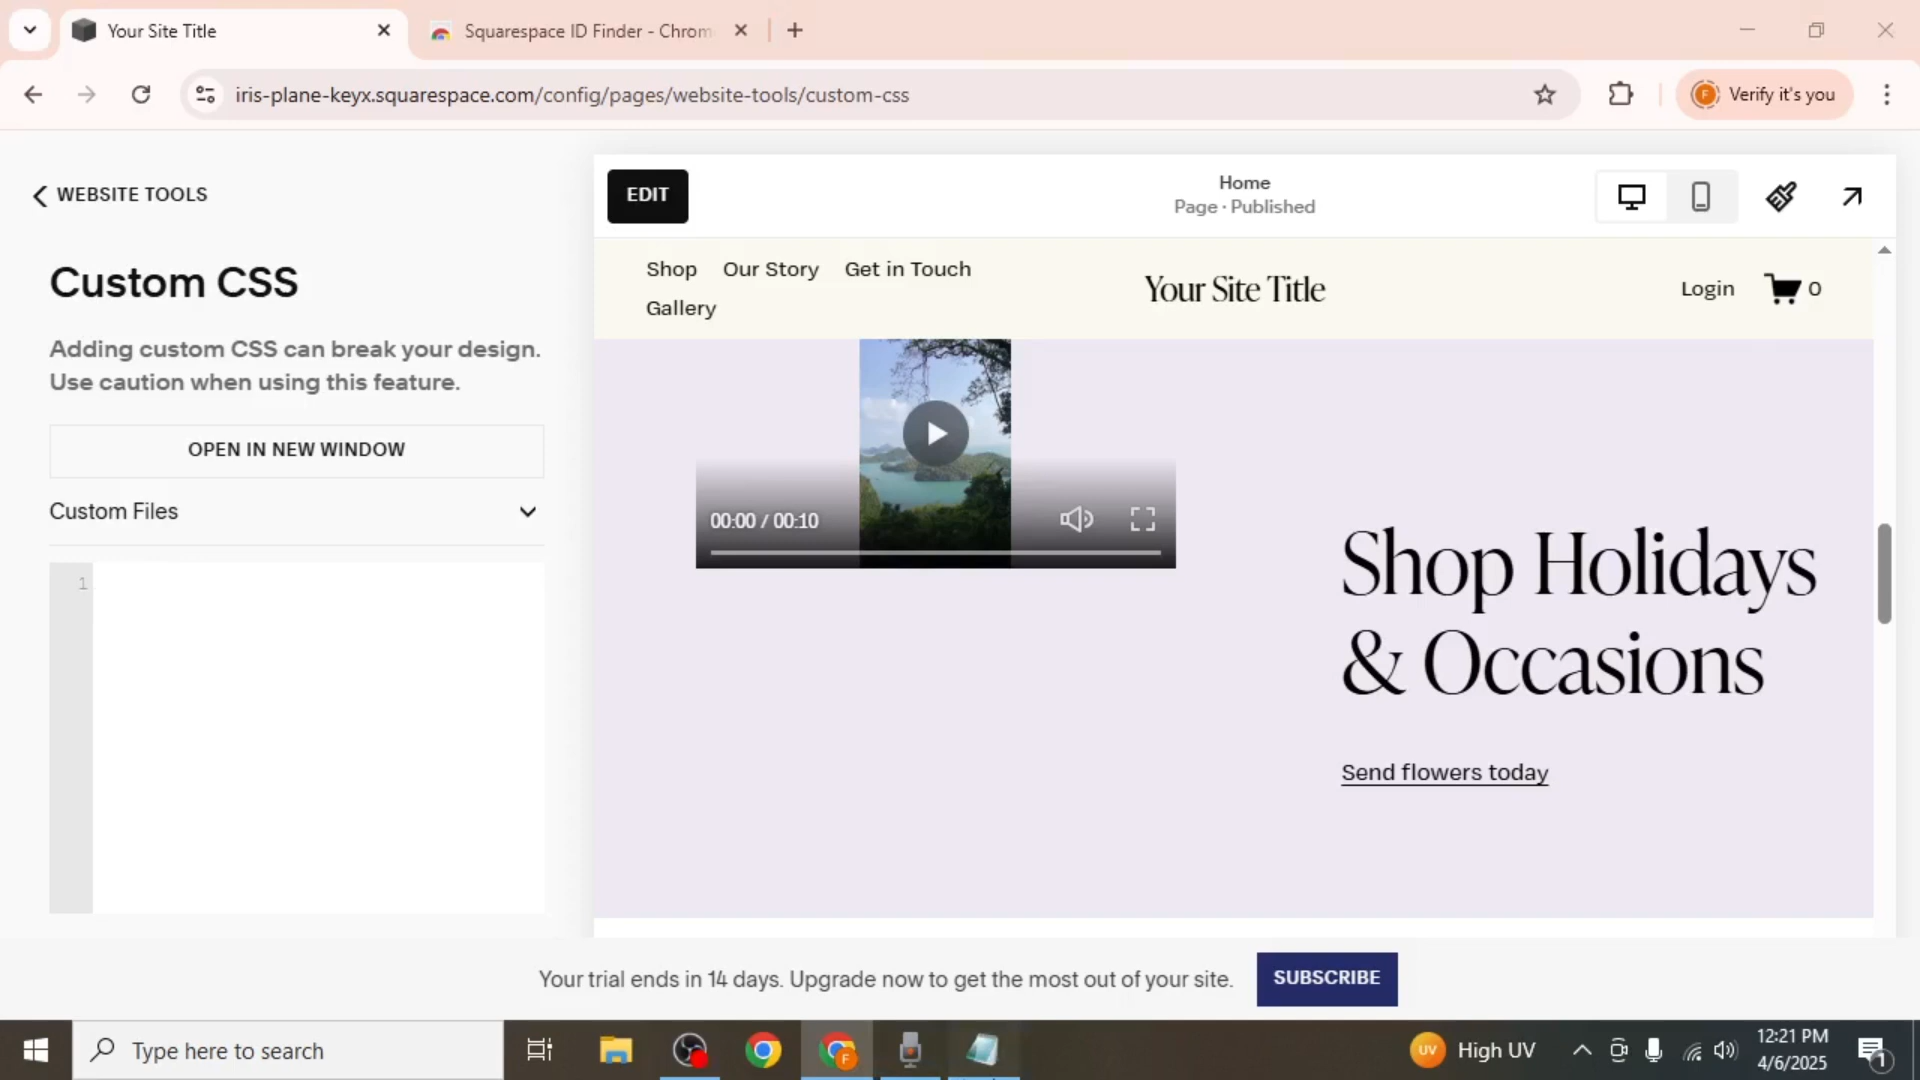 Your Site Title
Squarespace ID Finder - Chrom
iris-plane-keyx.squarespace.com/config/pages/website-tools/custom-css
Verify it's you
WEBSITE TOOLS
Custom CSS
Adding custom CSS can break your design.
Use caution when using this feature.
OPEN IN NEW WINDOW
Custom Files
1
EDIT
Home
Page · Published
Shop Our Story Get in Touch
Gallery
Your Site Title
Login
0
00:00 / 00:10
Shop Holidays
& Occasions
Send flowers today
Your trial ends in 14 days. Upgrade now to get the most out of your site.
SUBSCRIBE
Type here to search
F
UV
High UV
12:21 PM
4/6/2025
1